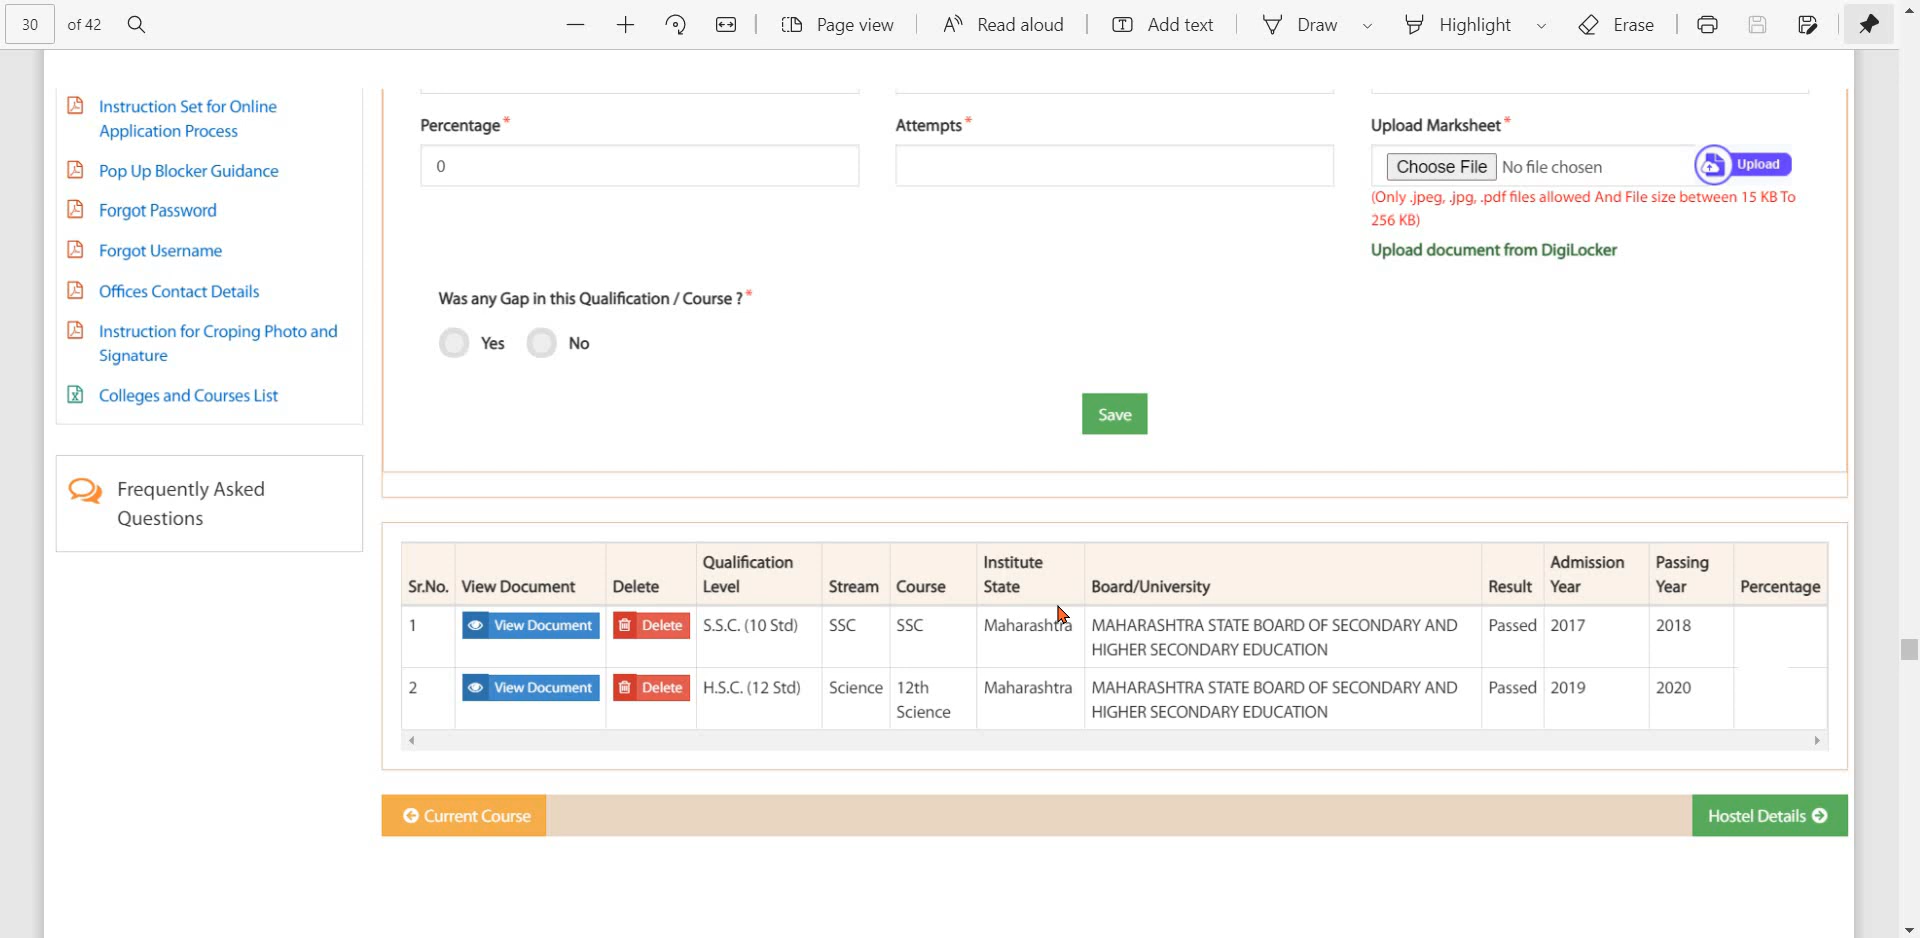 30 of 42 Page view Read aloud Add text Draw Highlight Erase
Instruction Set for Online
Application Process
Pop Up Blocker Guidance
Forgot Password
Forgot Username
Offices Contact Details
Instruction for Croping Photo and
Signature
Colleges and Courses List
Frequently Asked
Questions
Percentage * Attempts * Upload Marksheet *
0 Choose File No file chosen Upload
(Only .jpeg, .jpg, .pdf files allowed And File size between 15 KB To
256 KB)
Upload document from DigiLocker
Was any Gap in this Qualification / Course ? *
Yes No
Save
Qualification Institute Admission Passing
Sr.No. View Document Delete Level Stream Course State Board/University Result Year Year Percentage
1 View Document Delete S.S.C. (10 Std) SSC SSC Maharashtra MAHARASHTRA STATE BOARD OF SECONDARY AND Passed 2017 2018
HIGHER SECONDARY EDUCATION
2 View Document Delete H.S.C. (12 Std) Science 12th Maharashtra MAHARASHTRA STATE BOARD OF SECONDARY AND Passed 2019 2020
Science HIGHER SECONDARY EDUCATION
Current Course Hostel Details